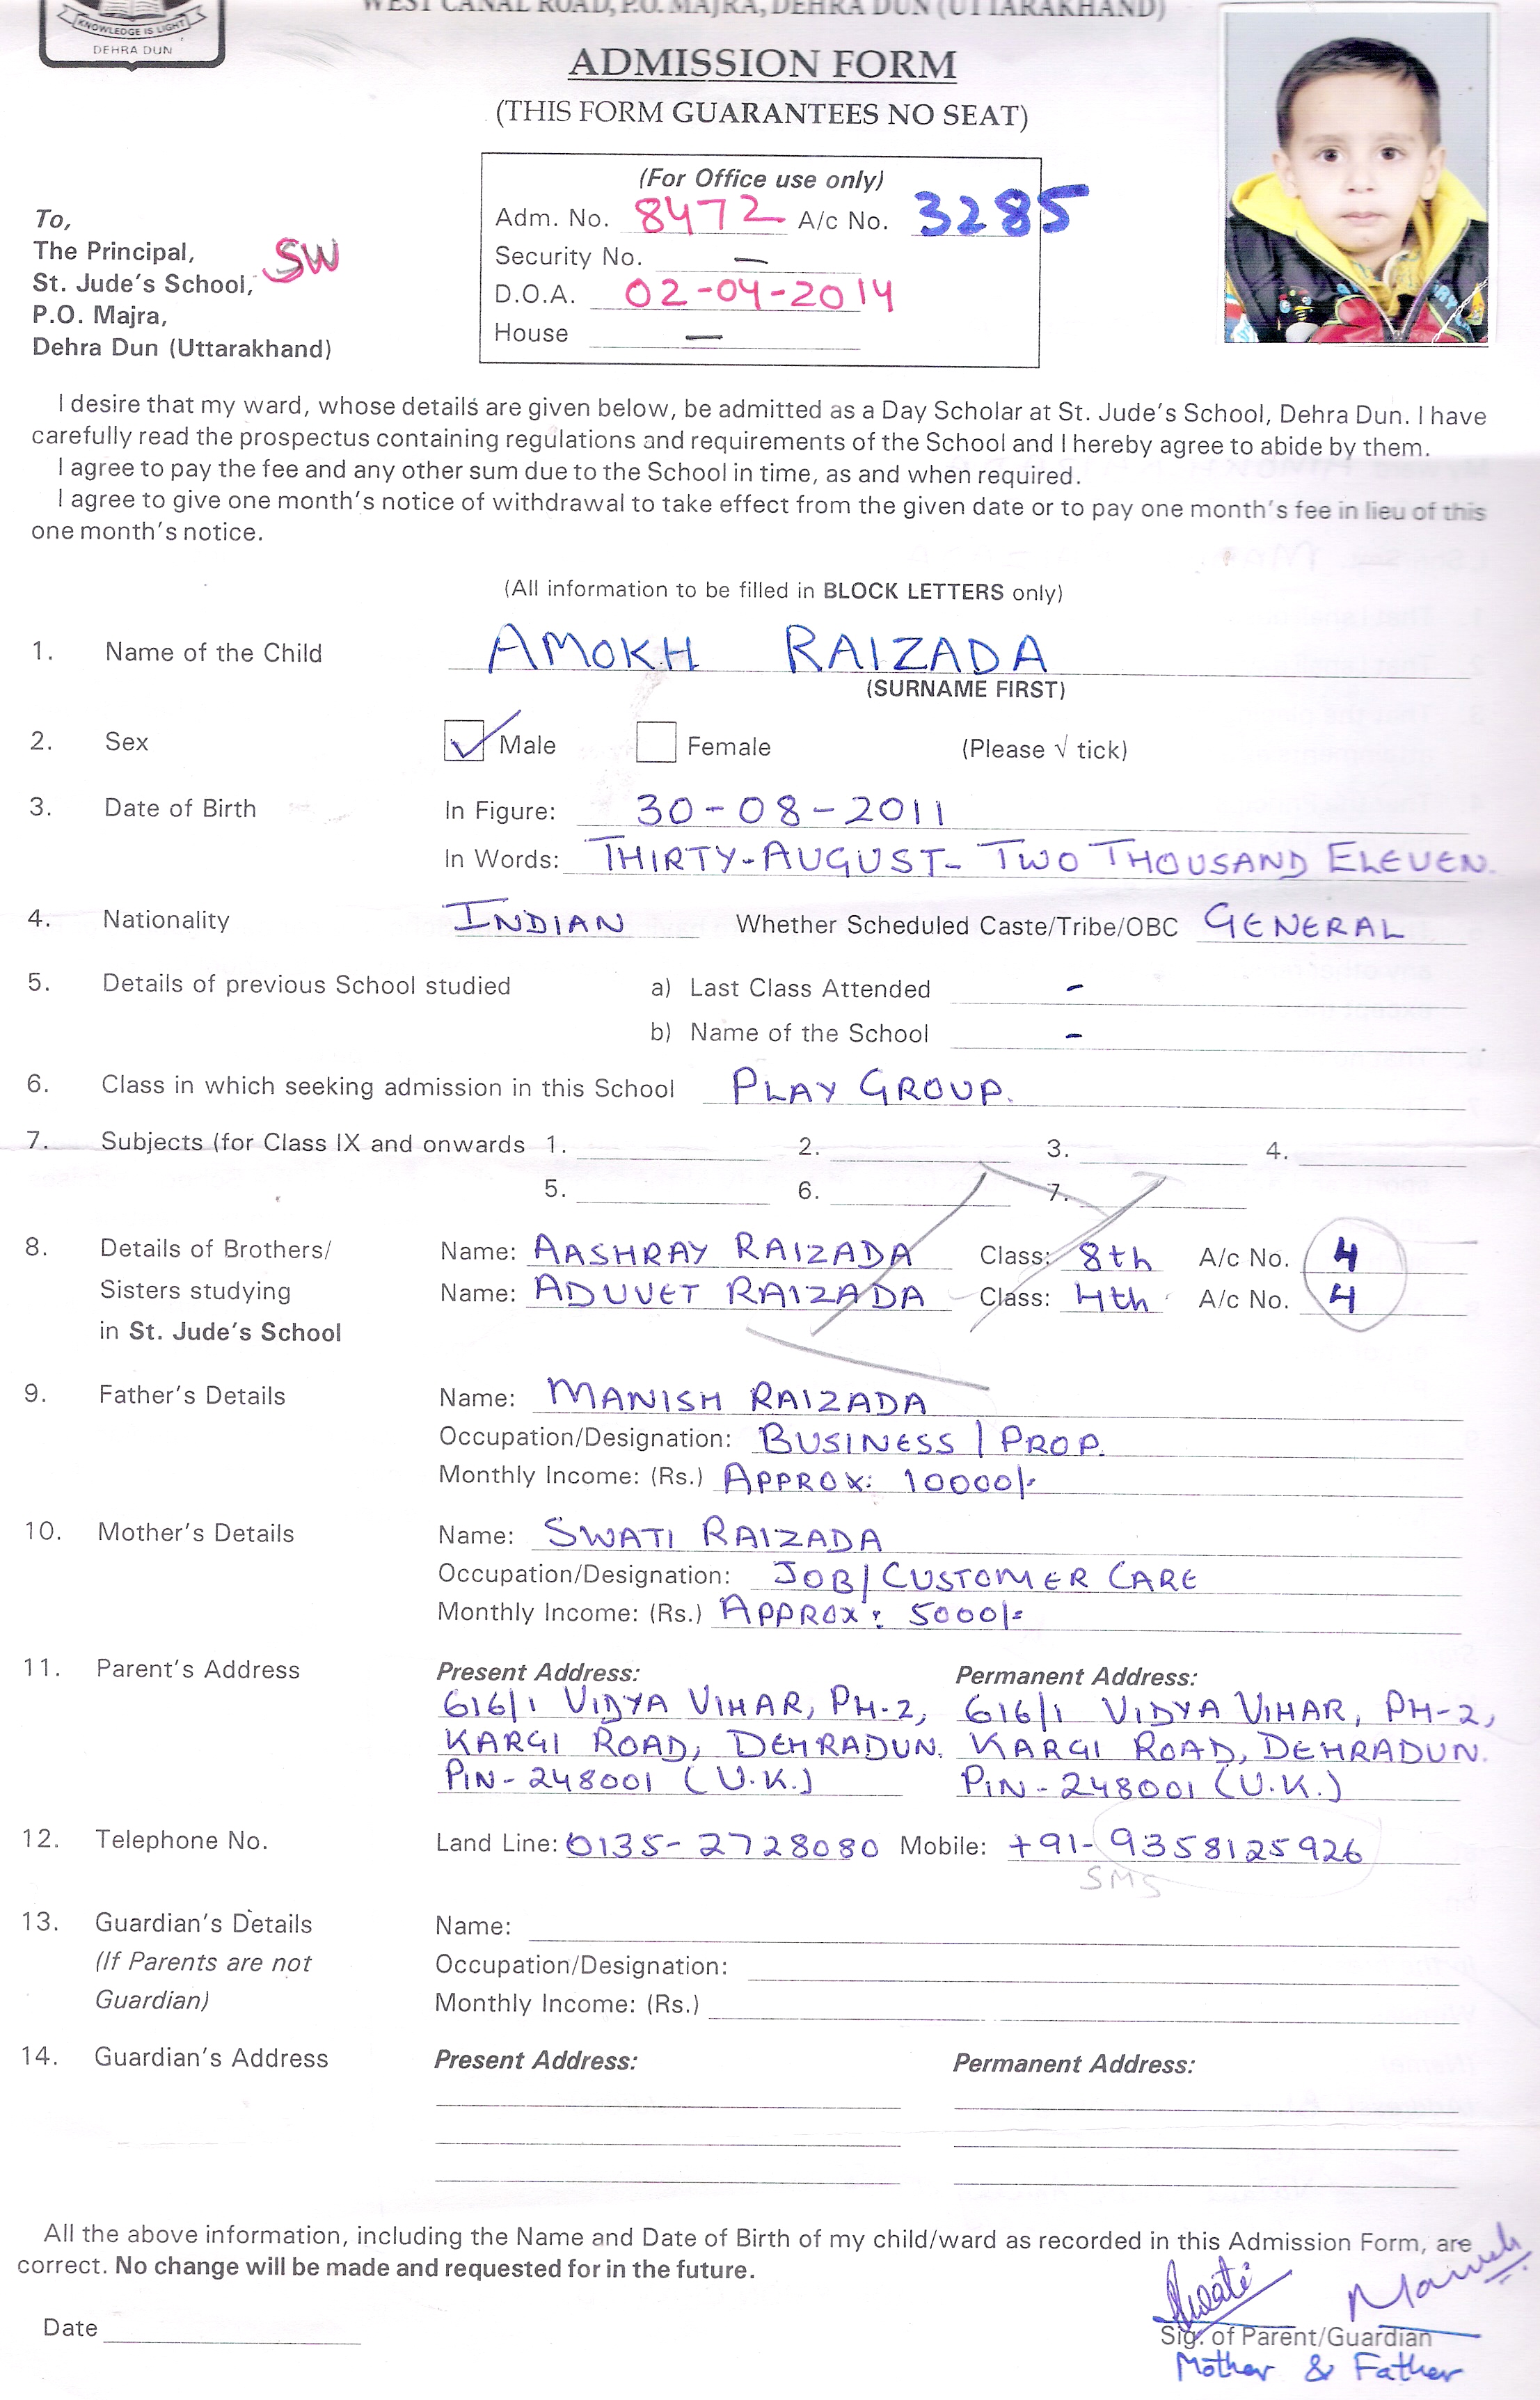 WEST CANAL ROAD, P.O. MAJRA, DEHRA DUN (UTTARAKHAND)
KNOWLEDGE IS LIGHT
DEHRA DUN
ADMISSION FORM
(THIS FORM GUARANTEES NO SEAT)
(For Office use only)
Adm. No. 8472 A/c No. 3285
Security No. —
D.O.A. 02-04-2014
House —
To,
The Principal,
St. Jude's School, SW
P.O. Majra,
Dehra Dun (Uttarakhand)
I desire that my ward, whose details are given below, be admitted as a Day Scholar at St. Jude's School, Dehra Dun. I have
carefully read the prospectus containing regulations and requirements of the School and I hereby agree to abide by them.
I agree to pay the fee and any other sum due to the School in time, as and when required.
I agree to give one month's notice of withdrawal to take effect from the given date or to pay one month's fee in lieu of this
one month's notice.
(All information to be filled in BLOCK LETTERS only)
1. Name of the Child AMOKH RAIZADA
(SURNAME FIRST)
2. Sex ✓ Male Female (Please √ tick)
3. Date of Birth In Figure: 30-08-2011
In Words: THIRTY-AUGUST- TWO THOUSAND ELEVEN.
4. Nationality INDIAN Whether Scheduled Caste/Tribe/OBC GENERAL
5. Details of previous School studied a) Last Class Attended -
b) Name of the School -
6. Class in which seeking admission in this School PLAY GROUP.
7. Subjects (for Class IX and onwards 1. 2. 3. 4.
5. 6. 7.
8. Details of Brothers/ Name: AASHRAY RAIZADA Class: 8th A/c No. 4
Sisters studying Name: ADUVET RAIZADA Class: 4th A/c No. 4
in St. Jude's School
9. Father's Details Name: MANISH RAIZADA
Occupation/Designation: BUSINESS | PROP.
Monthly Income: (Rs.) APPROX: 10000/-
10. Mother's Details Name: SWATI RAIZADA
Occupation/Designation: JOB | CUSTOMER CARE
Monthly Income: (Rs.) APPROX: 5000/=
11. Parent's Address Present Address: Permanent Address:
616/1 VIDYA VIHAR, PH-2, 616/1 VIDYA VIHAR, PH-2,
KARGI ROAD, DEHRADUN. KARGI ROAD, DEHRADUN.
PIN-248001 (U.K.) PIN-248001 (U.K.)
12. Telephone No. Land Line: 0135-2728080 Mobile: +91-9358125926
SMS
13. Guardian's Details Name:
(If Parents are not Occupation/Designation:
Guardian) Monthly Income: (Rs.)
14. Guardian's Address Present Address: Permanent Address:
All the above information, including the Name and Date of Birth of my child/ward as recorded in this Admission Form, are
correct. No change will be made and requested for in the future.
Swati Manish
Date Sig. of Parent/Guardian
Mother & Father